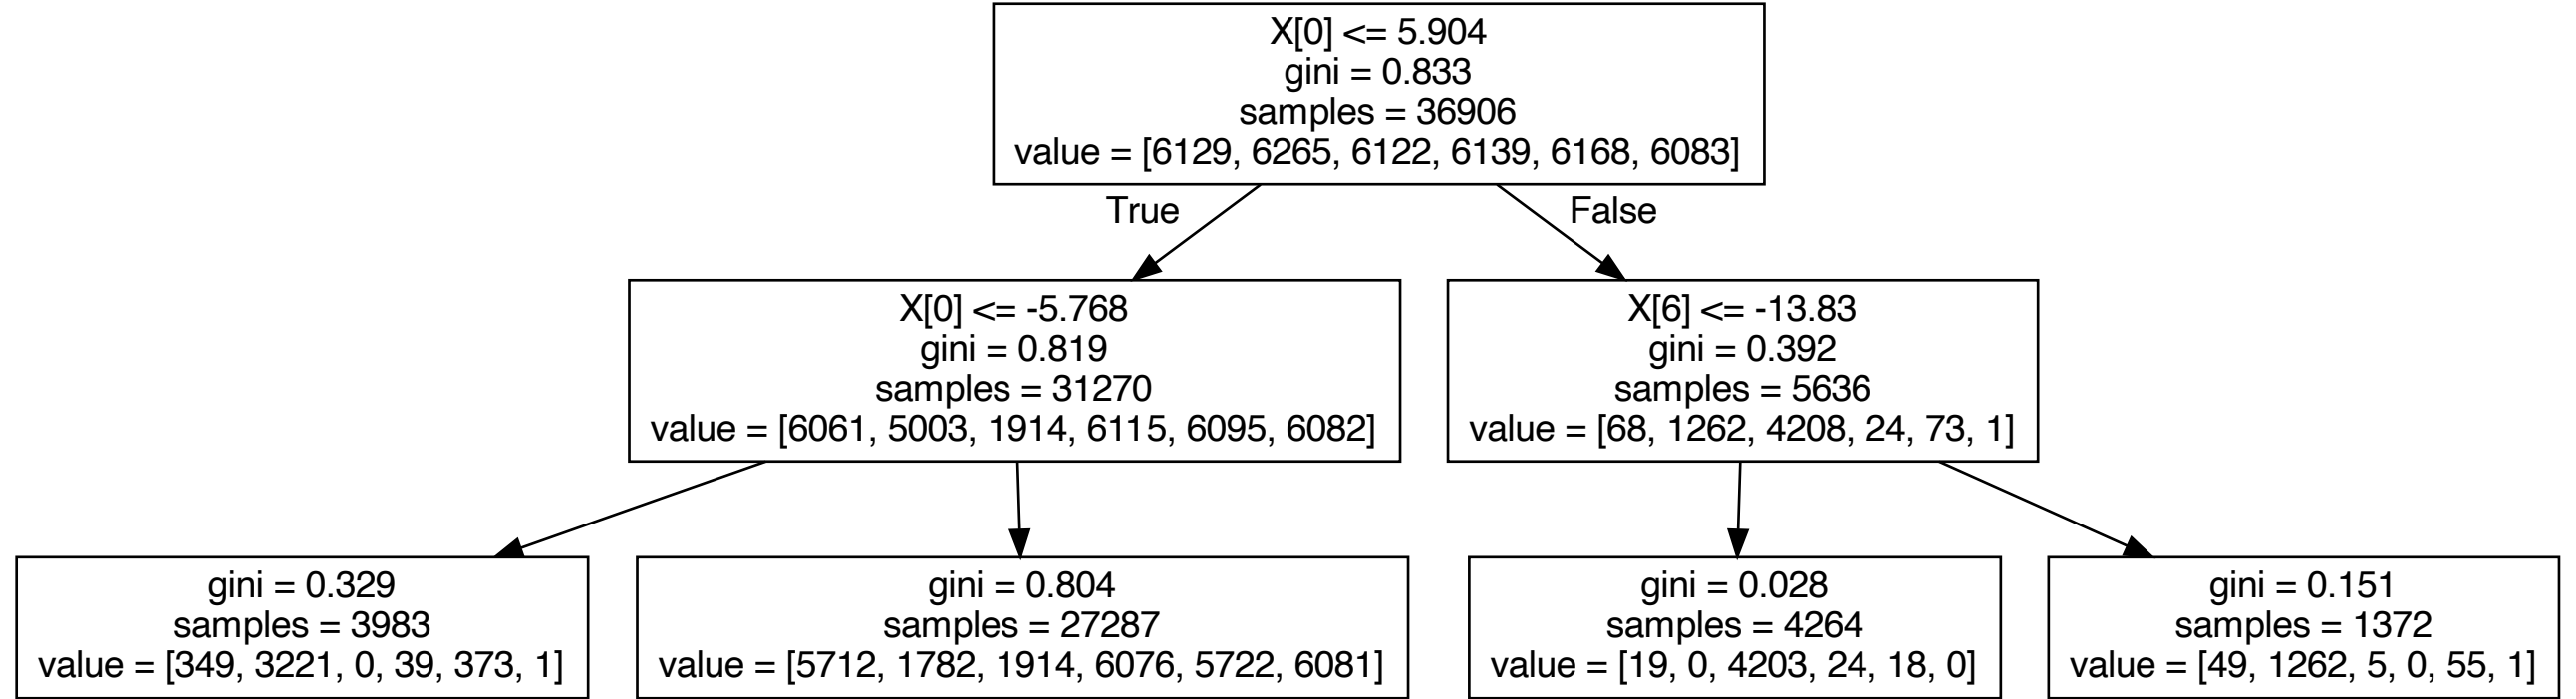 X[0] <= 5.904
gini = 0.833
samples = 36906
value = [6129, 6265, 6122, 6139, 6168, 6083]
True
False
X[0] <= -5.768
gini = 0.819
samples = 31270
value = [6061, 5003, 1914, 6115, 6095, 6082]
X[6] <= -13.83
gini = 0.392
samples = 5636
value = [68, 1262, 4208, 24, 73, 1]
gini = 0.329
samples = 3983
value = [349, 3221, 0, 39, 373, 1]
gini = 0.804
samples = 27287
value = [5712, 1782, 1914, 6076, 5722, 6081]
gini = 0.028
samples = 4264
value = [19, 0, 4203, 24, 18, 0]
gini = 0.151
samples = 1372
value = [49, 1262, 5, 0, 55, 1]